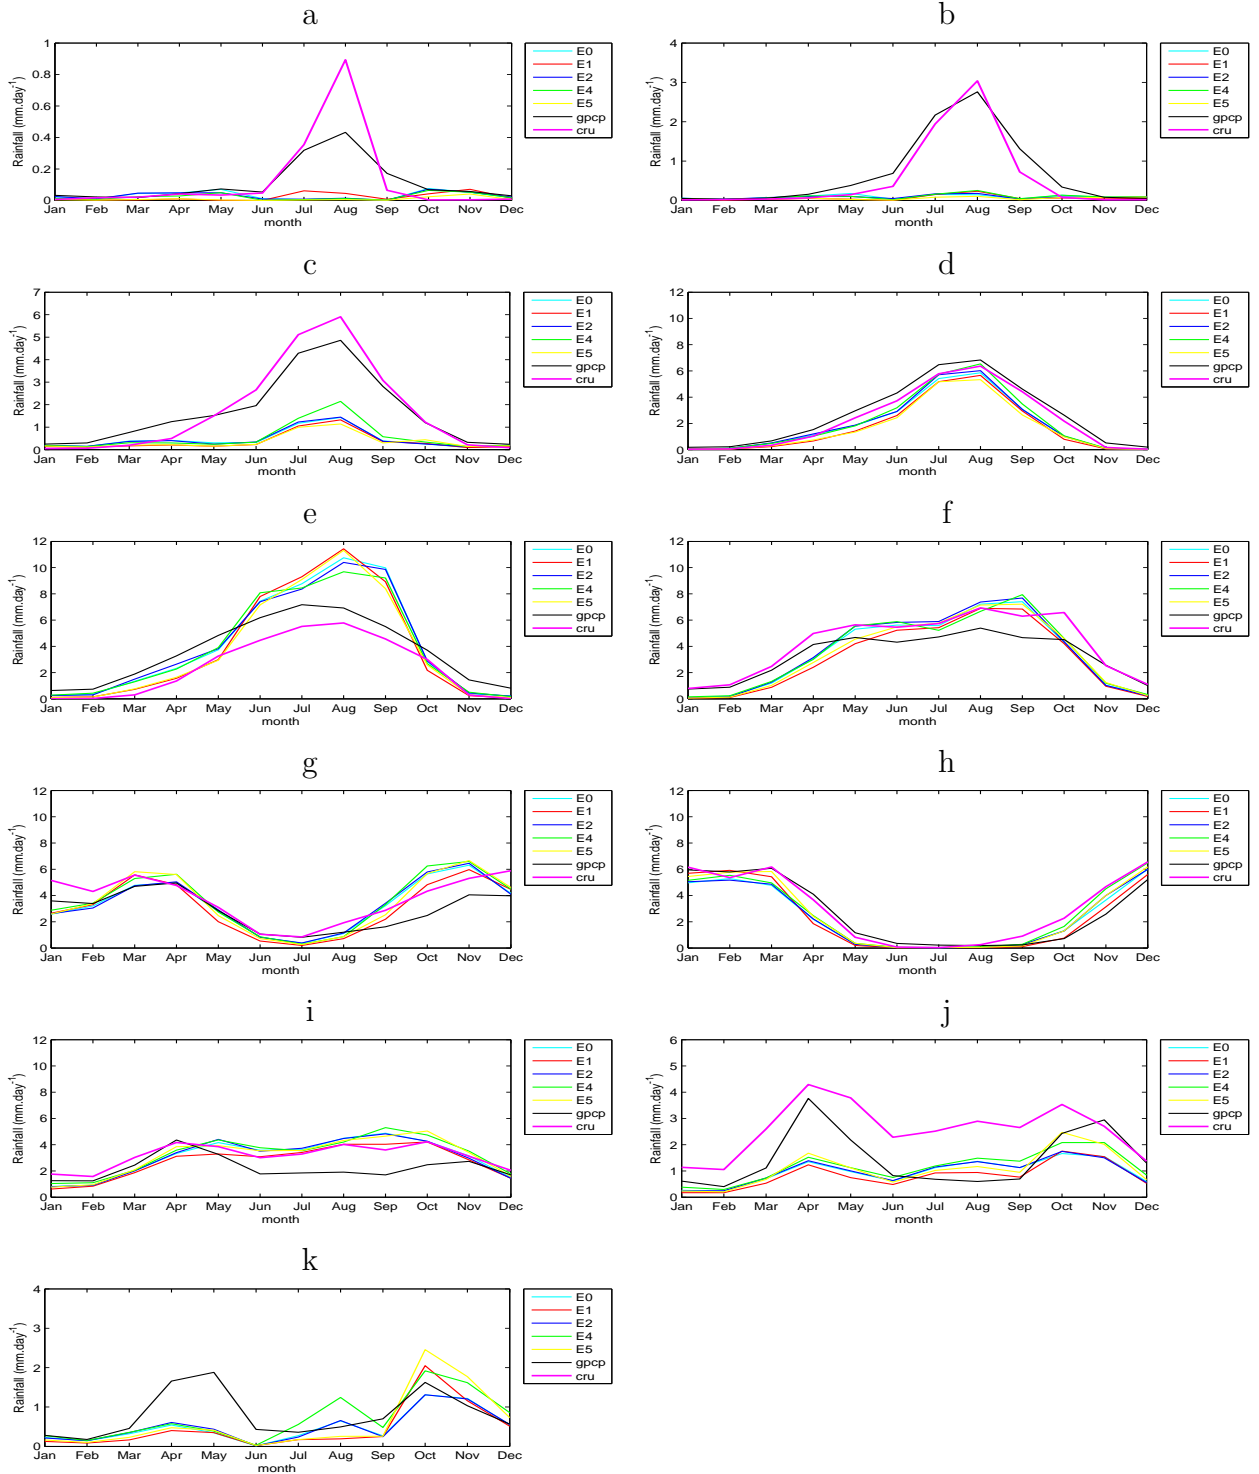 a
1
0.8
0.6
0.4
0.2
0
Rainfall (mm.day-1)
Jan Feb Mar Apr May Jun Jul Aug Sep Oct Nov Dec
month
E0
E1
E2
E4
E5
gpcp
cru
b
4
3
2
1
0
Rainfall (mm.day-1)
Jan Feb Mar Apr May Jun Jul Aug Sep Oct Nov Dec
month
E0
E1
E2
E4
E5
gpcp
cru
c
7
6
5
4
3
2
1
0
Rainfall (mm.day-1)
Jan Feb Mar Apr May Jun Jul Aug Sep Oct Nov Dec
month
E0
E1
E2
E4
E5
gpcp
cru
d
12
10
8
6
4
2
0
Rainfall (mm.day-1)
Jan Feb Mar Apr May Jun Jul Aug Sep Oct Nov Dec
month
E0
E1
E2
E4
E5
gpcp
cru
e
12
10
8
6
4
2
0
Rainfall (mm.day-1)
Jan Feb Mar Apr May Jun Jul Aug Sep Oct Nov Dec
month
E0
E1
E2
E4
E5
gpcp
cru
f
12
10
8
6
4
2
0
Rainfall (mm.day-1)
Jan Feb Mar Apr May Jun Jul Aug Sep Oct Nov Dec
month
E0
E1
E2
E4
E5
gpcp
cru
g
12
10
8
6
4
2
0
Rainfall (mm.day-1)
Jan Feb Mar Apr May Jun Jul Aug Sep Oct Nov Dec
month
E0
E1
E2
E4
E5
gpcp
cru
h
12
10
8
6
4
2
0
Rainfall (mm.day-1)
Jan Feb Mar Apr May Jun Jul Aug Sep Oct Nov Dec
month
E0
E1
E2
E4
E5
gpcp
cru
i
12
10
8
6
4
2
0
Rainfall (mm.day-1)
Jan Feb Mar Apr May Jun Jul Aug Sep Oct Nov Dec
month
E0
E1
E2
E4
E5
gpcp
cru
j
6
5
4
3
2
1
0
Rainfall (mm.day-1)
Jan Feb Mar Apr May Jun Jul Aug Sep Oct Nov Dec
month
E0
E1
E2
E4
E5
gpcp
cru
k
4
3
2
1
0
Rainfall (mm.day-1)
Jan Feb Mar Apr May Jun Jul Aug Sep Oct Nov Dec
month
E0
E1
E2
E4
E5
gpcp
cru